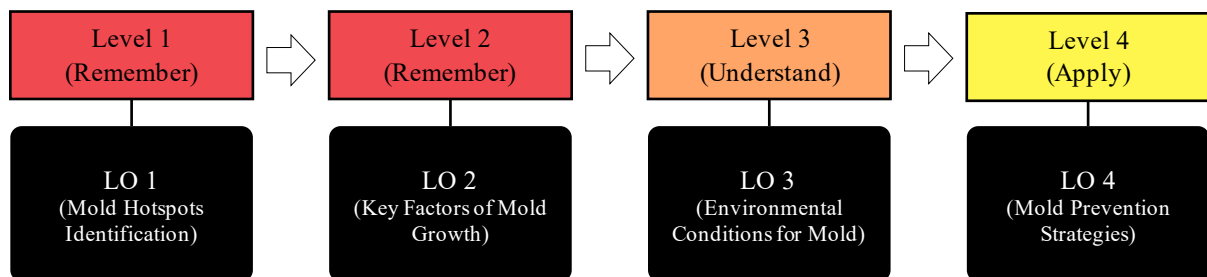 Level 1
(Remember)
Level 2
(Remember)
Level 3
(Understand)
Level 4
(Apply)
LO 1
(Mold Hotspots
Identification)
LO 2
(Key Factors of Mold
Growth)
LO 3
(Environmental
Conditions for Mold)
LO 4
(Mold Prevention
Strategies)